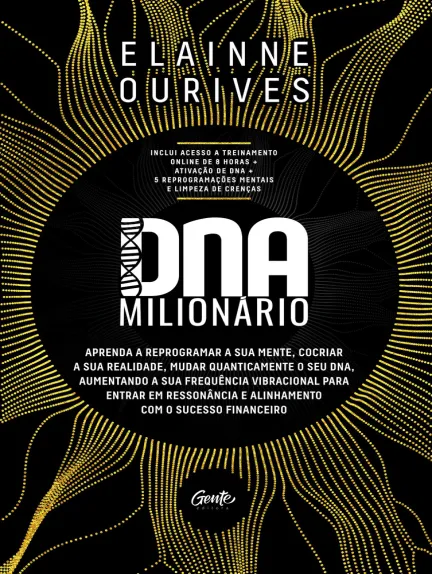 ELAINNE
OURIVES
INCLUI ACESSO A TREINAMENTO
ONLINE DE 8 HORAS +
ATIVAÇÃO DE DNA +
5 REPROGRAMAÇÕES MENTAIS
E LIMPEZA DE CRENÇAS
DNA
MILIONÁRIO
APRENDA A REPROGRAMAR A SUA MENTE, COCRIAR
A SUA REALIDADE, MUDAR QUANTICAMENTE O SEU DNA,
AUMENTANDO A SUA FREQUÊNCIA VIBRACIONAL PARA
ENTRAR EM RESSONÂNCIA E ALINHAMENTO
COM O SUCESSO FINANCEIRO
Gente
editora